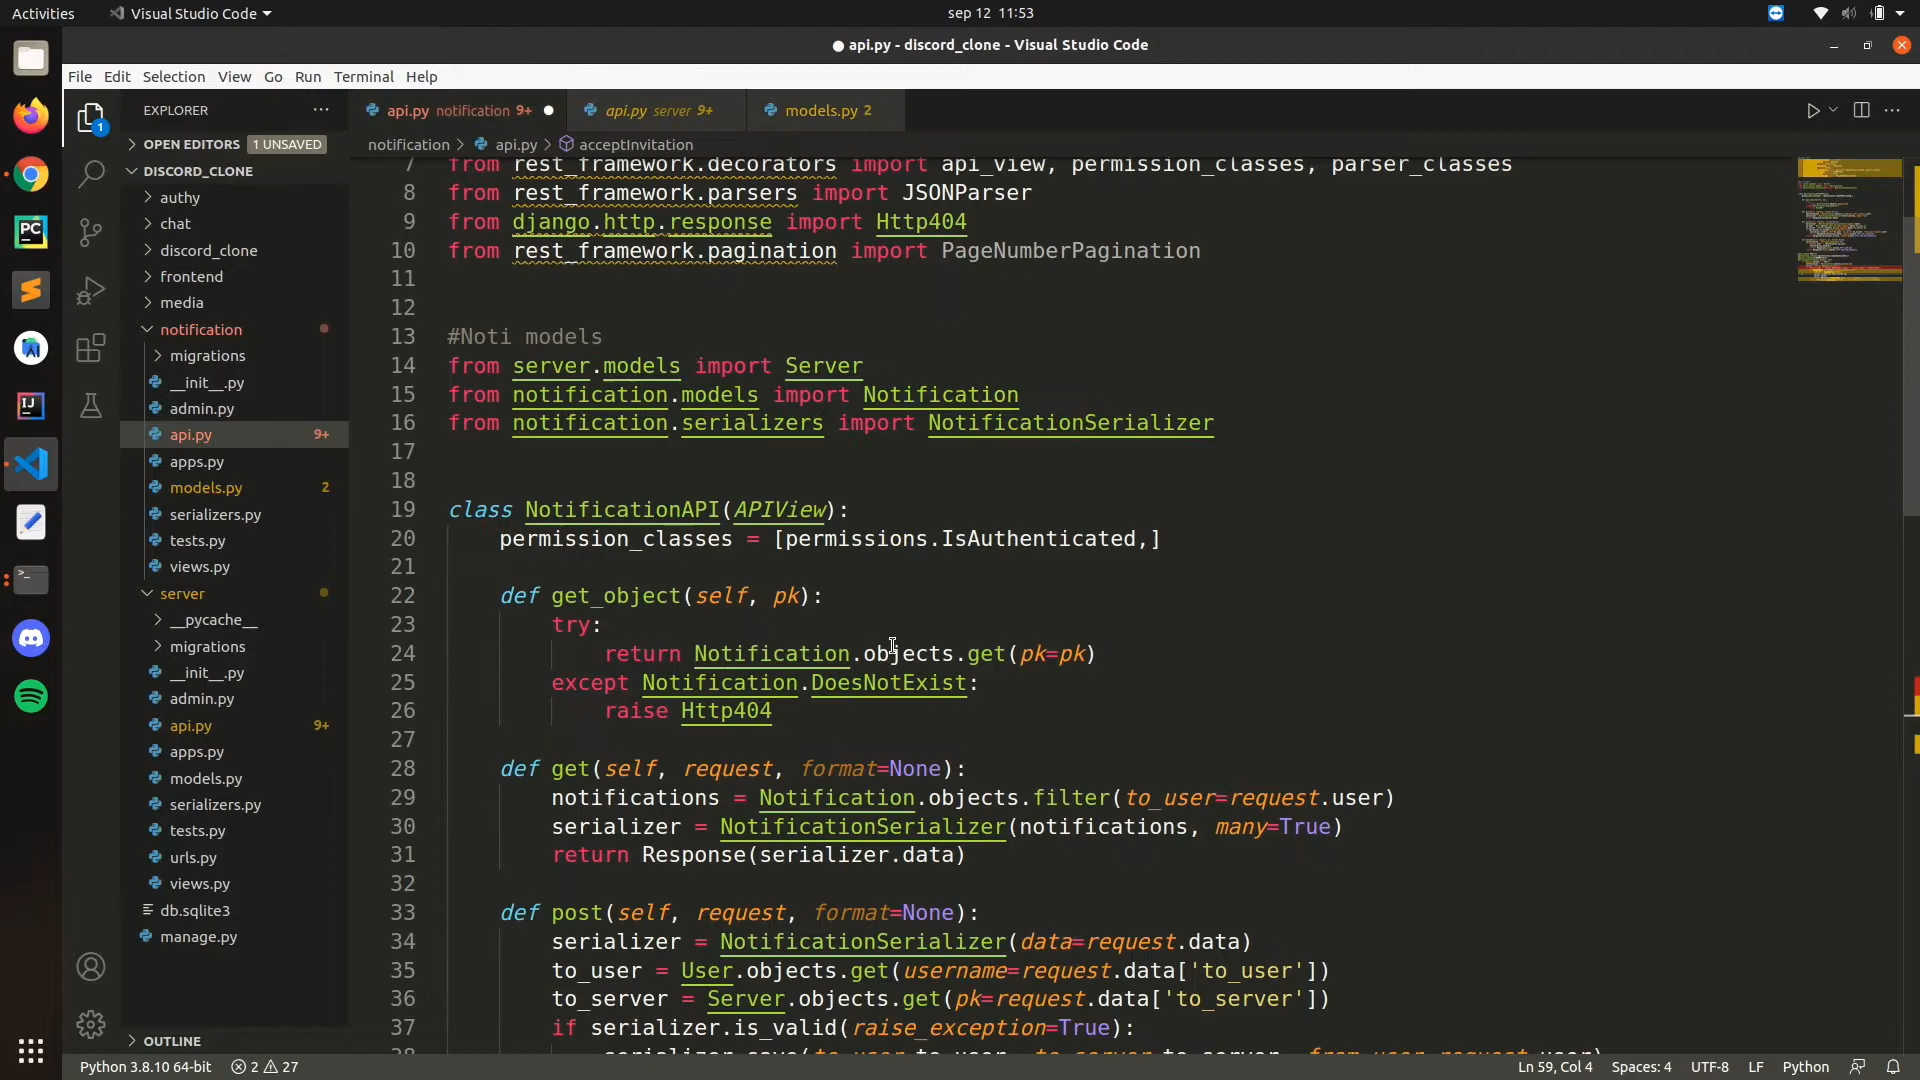 Activities
Visual Studio Code
sep 12 11:53
api.py - discord_clone - Visual Studio Code
File Edit Selection View Go Run Terminal Help
EXPLORER
OPEN EDITORS 1 UNSAVED
DISCORD_CLONE
authy
chat
discord_clone
frontend
media
notification
migrations
__init__.py
admin.py
api.py 9+
apps.py
models.py 2
serializers.py
tests.py
views.py
server
__pycache__
migrations
__init__.py
admin.py
api.py 9+
apps.py
models.py
serializers.py
tests.py
urls.py
views.py
db.sqlite3
manage.py
OUTLINE
api.py notification 9+
api.py server 9+
models.py 2
notification > api.py > acceptInvitation
7 from rest_framework.decorators import api_view, permission_classes, parser_classes
8 from rest_framework.parsers import JSONParser
9 from django.http.response import Http404
10 from rest_framework.pagination import PageNumberPagination
11
12
13 #Noti models
14 from server.models import Server
15 from notification.models import Notification
16 from notification.serializers import NotificationSerializer
17
18
19 class NotificationAPI(APIView):
20 permission_classes = [permissions.IsAuthenticated,]
21
22 def get_object(self, pk):
23 try:
24 return Notification.objects.get(pk=pk)
25 except Notification.DoesNotExist:
26 raise Http404
27
28 def get(self, request, format=None):
29 notifications = Notification.objects.filter(to_user=request.user)
30 serializer = NotificationSerializer(notifications, many=True)
31 return Response(serializer.data)
32
33 def post(self, request, format=None):
34 serializer = NotificationSerializer(data=request.data)
35 to_user = User.objects.get(username=request.data['to_user'])
36 to_server = Server.objects.get(pk=request.data['to_server'])
37 if serializer.is_valid(raise_exception=True):
Python 3.8.10 64-bit
2 27
Ln 59, Col 4
Spaces: 4
UTF-8
LF
Python
PC
IJ
1